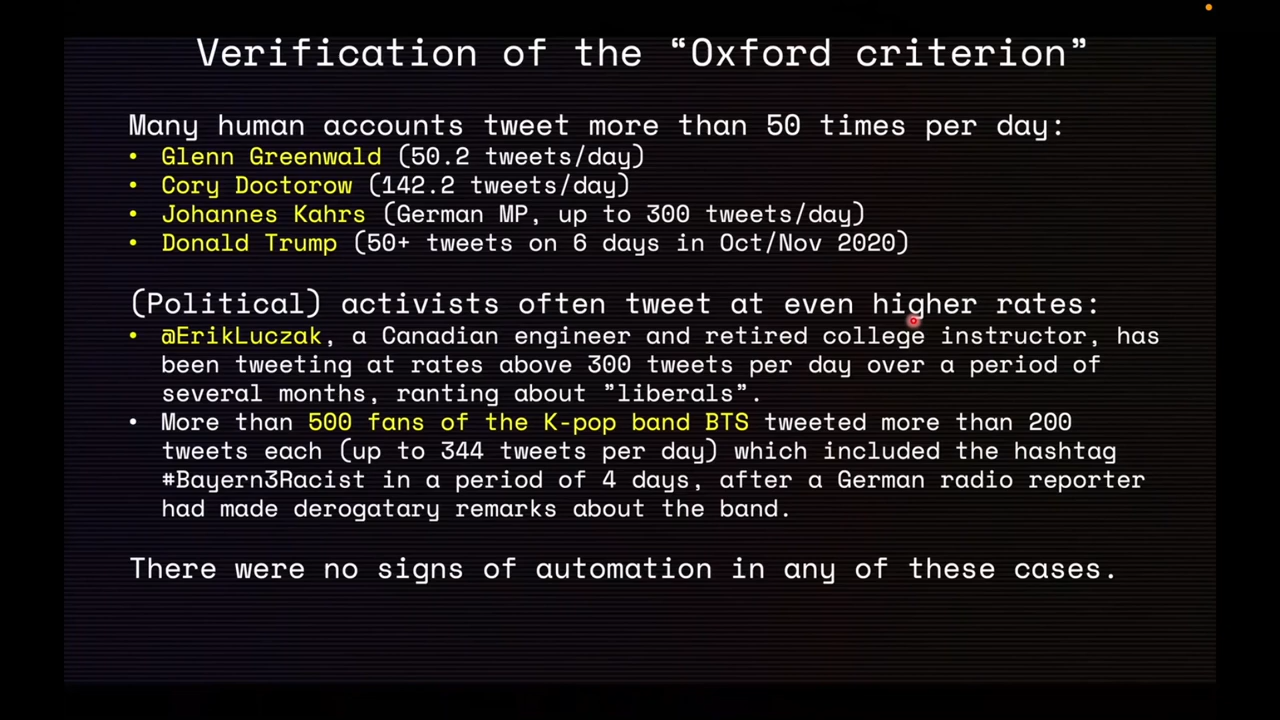 Verification of the “Oxford criterion”
Many human accounts tweet more than 50 times per day:
• Glenn Greenwald (50.2 tweets/day)
• Cory Doctorow (142.2 tweets/day)
• Johannes Kahrs (German MP, up to 300 tweets/day)
• Donald Trump (50+ tweets on 6 days in Oct/Nov 2020)
(Political) activists often tweet at even higher rates:
• @ErikLuczak, a Canadian engineer and retired college instructor, has
been tweeting at rates above 300 tweets per day over a period of
several months, ranting about ”liberals”.
• More than 500 fans of the K-pop band BTS tweeted more than 200
tweets each (up to 344 tweets per day) which included the hashtag
#Bayern3Racist in a period of 4 days, after a German radio reporter
had made derogatary remarks about the band.
There were no signs of automation in any of these cases.